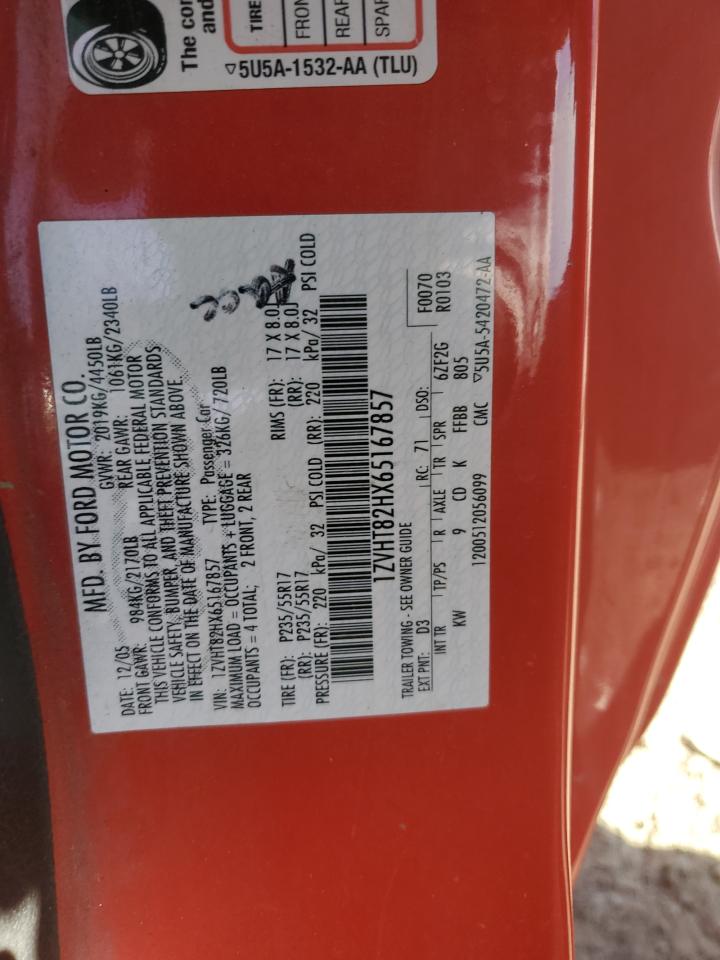 The con
and
TIRE
FRON
REAR
SPAR
▽5U5A-1532-AA (TLU)
MFD. BY FORD MOTOR CO.
DATE: 12/05 GVWR: 2019KG/4450LB
FRONT GAWR: 984KG/2170LB REAR GAWR: 1061KG/2340LB
THIS VEHICLE CONFORMS TO ALL APPLICABLE FEDERAL MOTOR
VEHICLE SAFETY, BUMPER, AND THEFT PREVENTION STANDARDS
IN EFFECT ON THE DATE OF MANUFACTURE SHOWN ABOVE.
VIN: 1ZVHT82HX65167857 TYPE: Passenger Car
MAXIMUM LOAD = OCCUPANTS + LUGGAGE = 326KG/720LB
OCCUPANTS = 4 TOTAL; 2 FRONT, 2 REAR
TIRE (FR): P235/55R17 RIMS (FR): 17 X 8.0J
(RR): P235/55R17 (RR): 17 X 8.0J
PRESSURE (FR): 220 kPa/ 32 PSI COLD (RR): 220 kPa/ 32 PSI COLD
1ZVHT82HX65167857
TRAILER TOWING - SEE OWNER GUIDE F0070
EXT PNT: D3 RC: 71 DSO: R0103
INT TR TP/PS R AXLE TR SPR 6ZF2G
KW 9 CD K FFBB 805
1200512056099 CMC ▽5U5A-5420472-AA